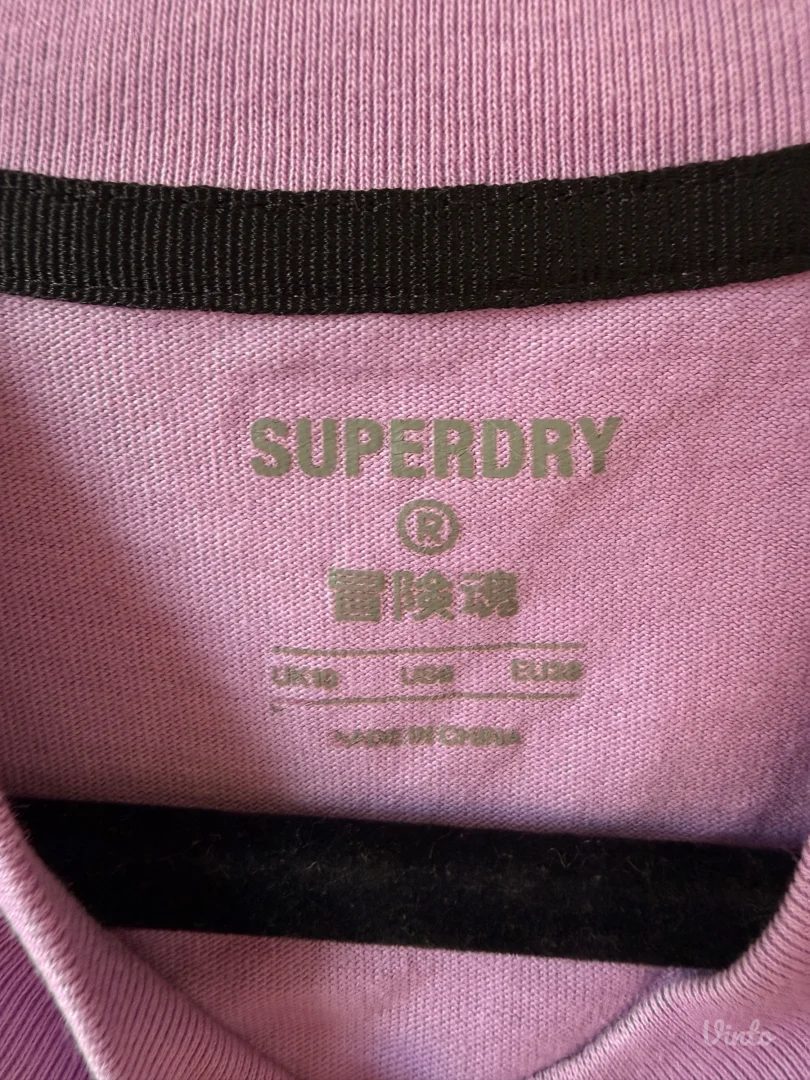 SUPERDRY
®
冒険魂
UK10 US6 EU38
MADE IN CHINA